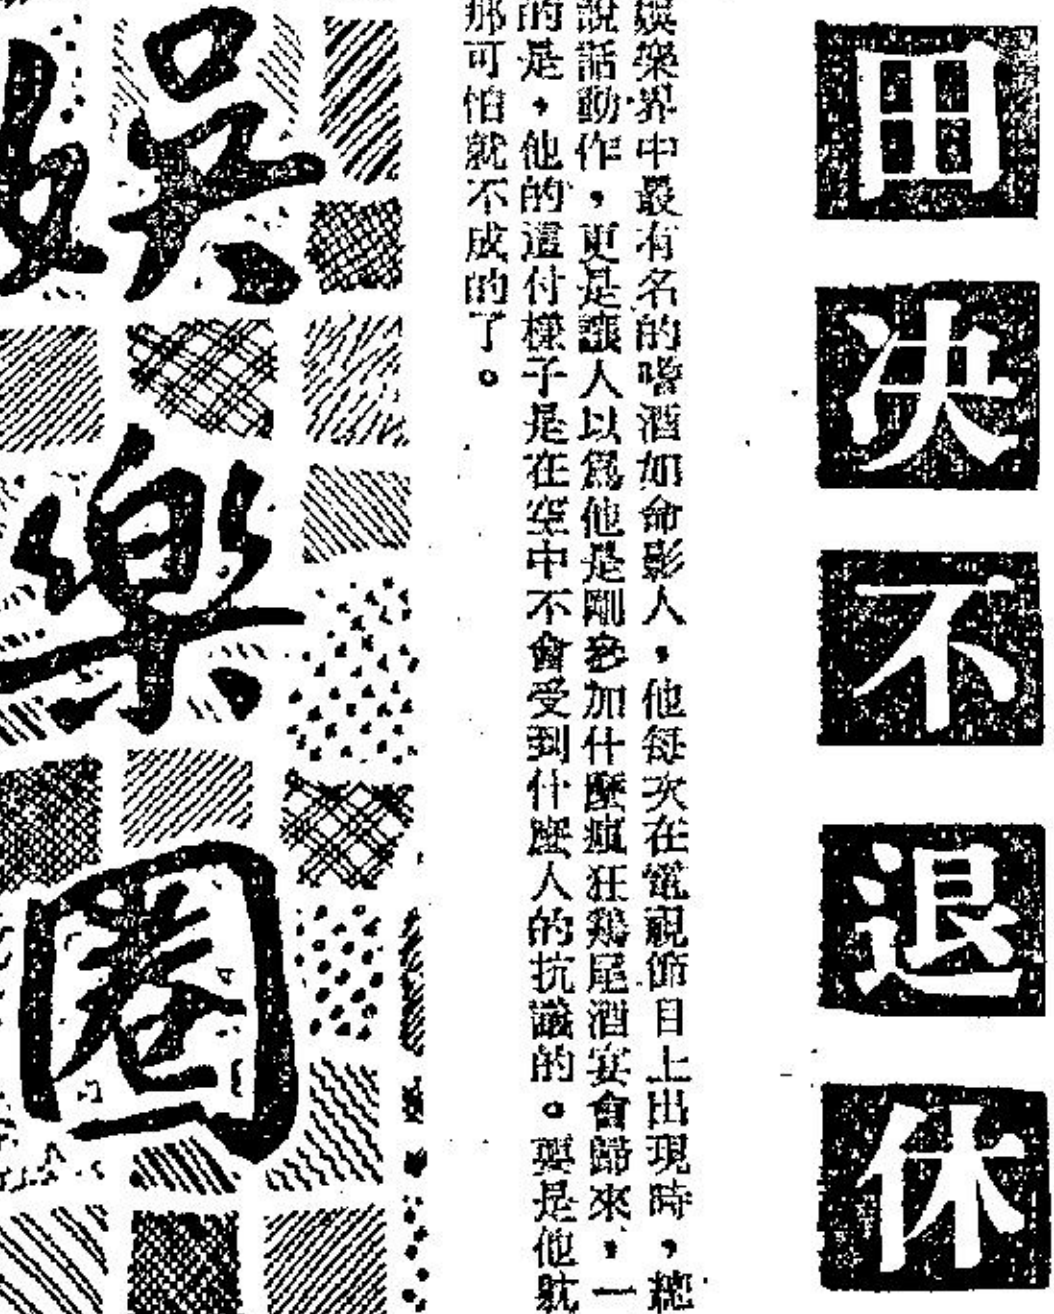 田决不退休
娛樂界中最有名的嗜酒如命影人，他每次在電視節目上出現時，總
說話動作，更是讓人以爲他是剛參加什麼瘋狂鷄尾酒宴會歸來，一
的是，他的這付樣子是在空中不會受到什麼人的抗議的。要是他
那可怕就不成的了。
娛樂圈